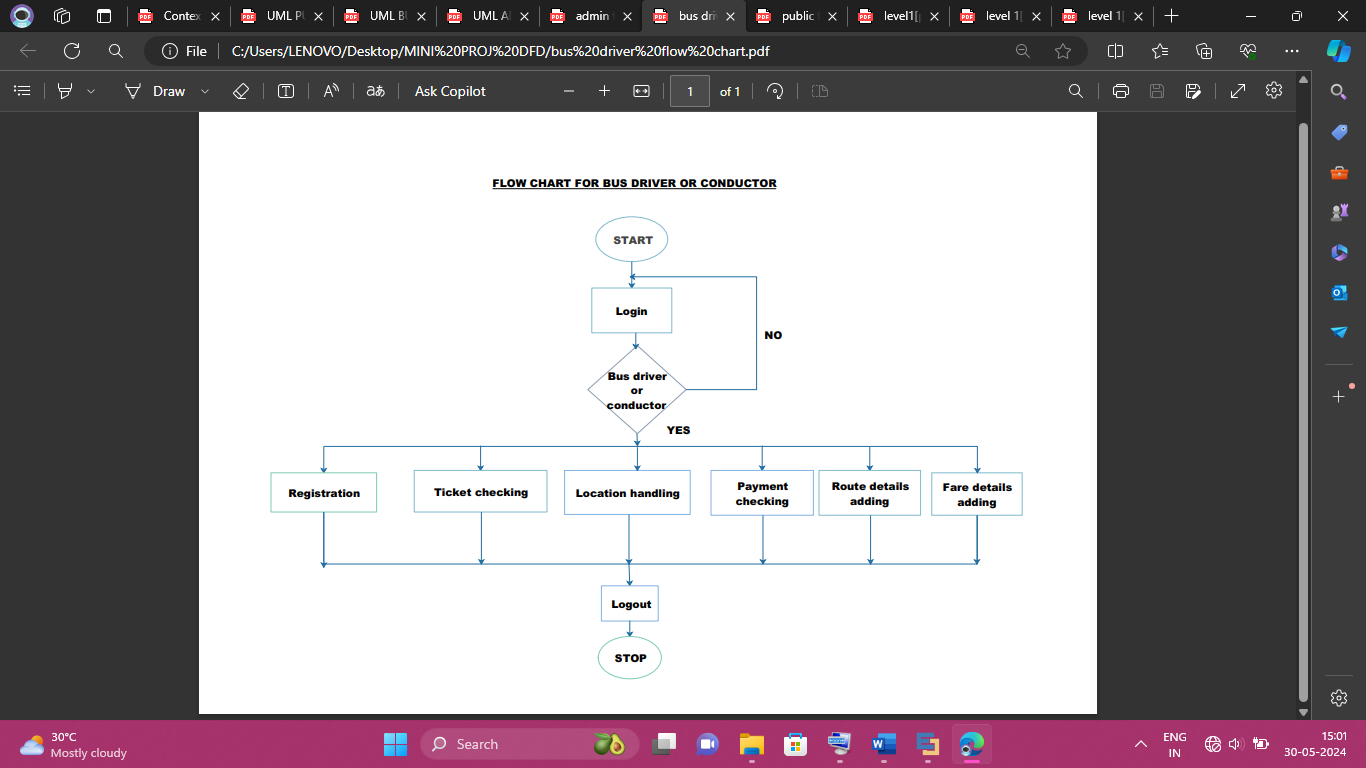 Contex
UML P
UML B
UML A
admin
bus dri
public
level1[
level 1[
level 1[
File
C:/Users/LENOVO/Desktop/MINI%20PROJ%20DFD/bus%20driver%20flow%20chart.pdf
Draw
Ask Copilot
1
of 1
FLOW CHART FOR BUS DRIVER OR CONDUCTOR
START
Login
NO
Bus driver
or
conductor
YES
Registration
Ticket checking
Location handling
Payment
checking
Route details
adding
Fare details
adding
Logout
STOP
30°C
Mostly cloudy
Search
ENG
IN
15:01
30-05-2024